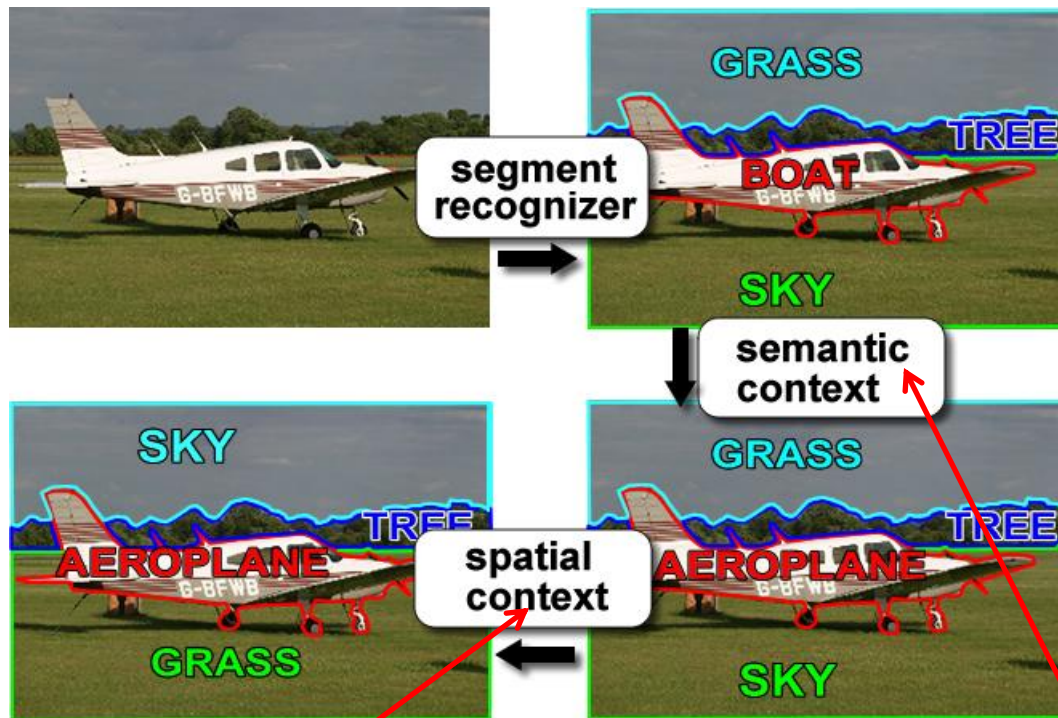 G-BFWB
segment
recognizer
GRASS
TREE
BOAT
G-BFWB
SKY
semantic
context
GRASS
TREE
AEROPLANE
G-BFWB
SKY
spatial
context
SKY
TREE
AEROPLANE
G-BFWB
GRASS